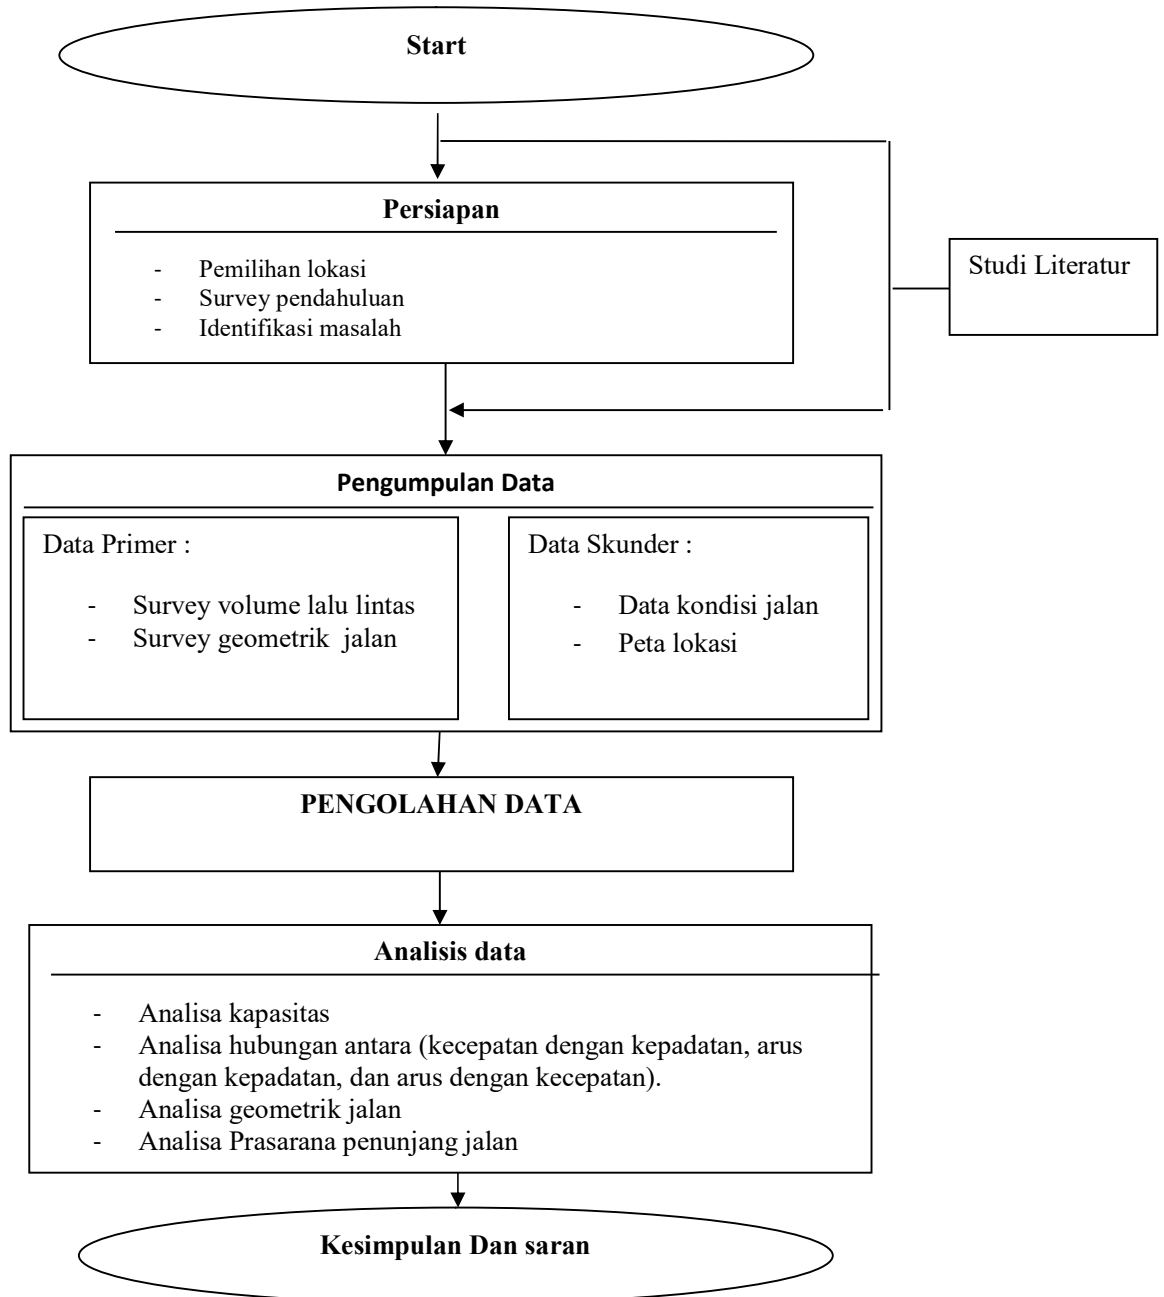 Start
Persiapan
- Pemilihan lokasi
- Survey pendahuluan
- Identifikasi masalah
Studi Literatur
Pengumpulan Data
Data Primer :
- Survey volume lalu lintas
- Survey geometrik jalan
Data Skunder :
- Data kondisi jalan
- Peta lokasi
PENGOLAHAN DATA
Analisis data
- Analisa kapasitas
- Analisa hubungan antara (kecepatan dengan kepadatan, arus
dengan kepadatan, dan arus dengan kecepatan).
- Analisa geometrik jalan
- Analisa Prasarana penunjang jalan
Kesimpulan Dan saran